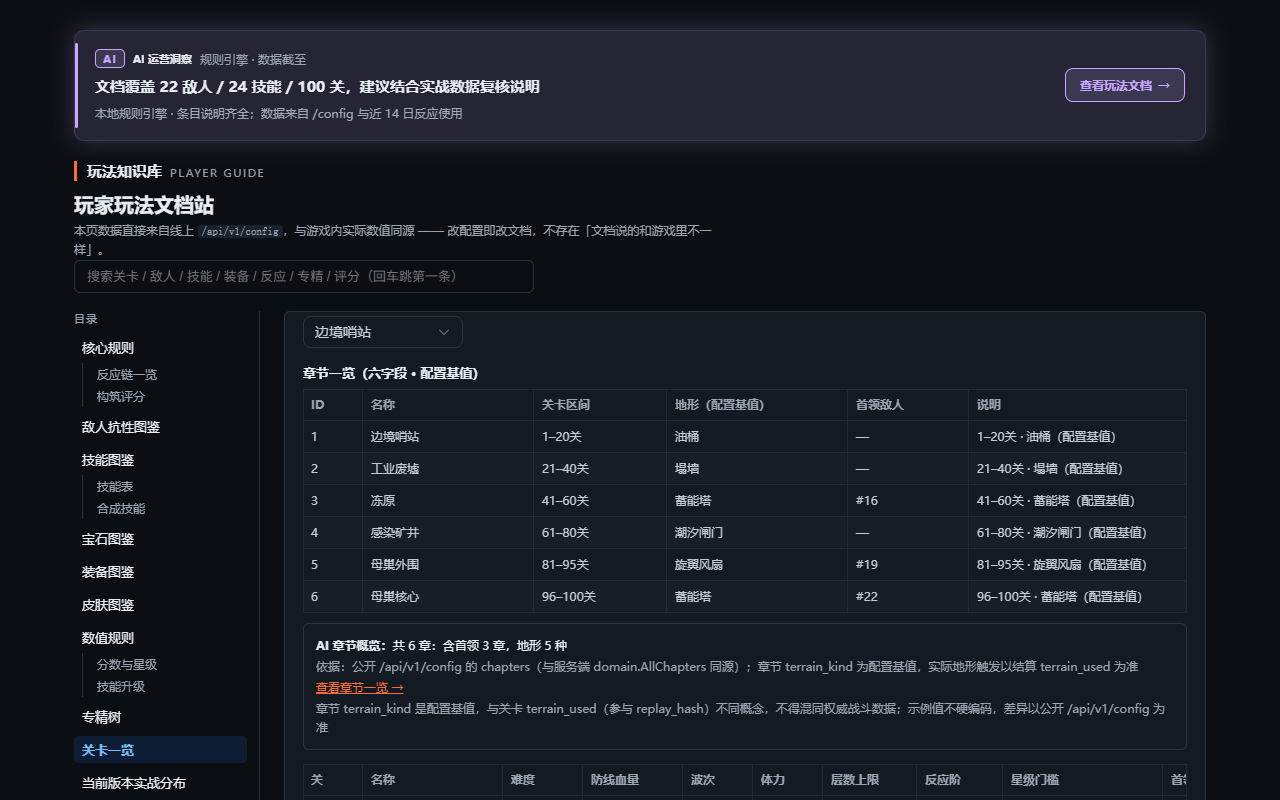 AI AI 运营洞察 规则引擎 · 数据截至
文档覆盖 22 敌人 / 24 技能 / 100 关，建议结合实战数据复核说明
本地规则引擎 · 条目说明齐全；数据来自 /config 与近 14 日反应使用
查看玩法文档 →
玩法知识库 PLAYER GUIDE
玩家玩法文档站
本页数据直接来自线上 /api/v1/config，与游戏内实际数值同源 —— 改配置即改文档，不存在「文档说的和游戏里不一
样」。
搜索关卡 / 敌人 / 技能 / 装备 / 反应 / 专精 / 评分（回车跳第一条）
目录
核心规则
反应链一览
构筑评分
敌人抗性图鉴
技能图鉴
技能表
合成技能
宝石图鉴
装备图鉴
皮肤图鉴
数值规则
分数与星级
技能升级
专精树
关卡一览
当前版本实战分布
边境哨站
章节一览（六字段 • 配置基值）
ID 名称 关卡区间 地形（配置基值） 首领敌人 说明
1 边境哨站 1–20关 油桶 — 1–20关 · 油桶（配置基值）
2 工业废墟 21–40关 塌墙 — 21–40关 · 塌墙（配置基值）
3 冻原 41–60关 蓄能塔 #16 41–60关 · 蓄能塔（配置基值）
4 感染矿井 61–80关 潮汐闸门 — 61–80关 · 潮汐闸门（配置基值）
5 母巢外围 81–95关 旋翼风扇 #19 81–95关 · 旋翼风扇（配置基值）
6 母巢核心 96–100关 蓄能塔 #22 96–100关 · 蓄能塔（配置基值）
AI 章节概览：共 6 章：含首领 3 章，地形 5 种
依据：公开 /api/v1/config 的 chapters（与服务端 domain.AllChapters 同源）；章节 terrain_kind 为配置基值，实际地形触发以结算 terrain_used 为准
查看章节一览 →
章节 terrain_kind 是配置基值，与关卡 terrain_used（参与 replay_hash）不同概念，不得混同权威战斗数据；示例值不硬编码，差异以公开 /api/v1/config 为
准
关 名称 难度 防线血量 波次 体力 层数上限 反应阶 星级门槛 首